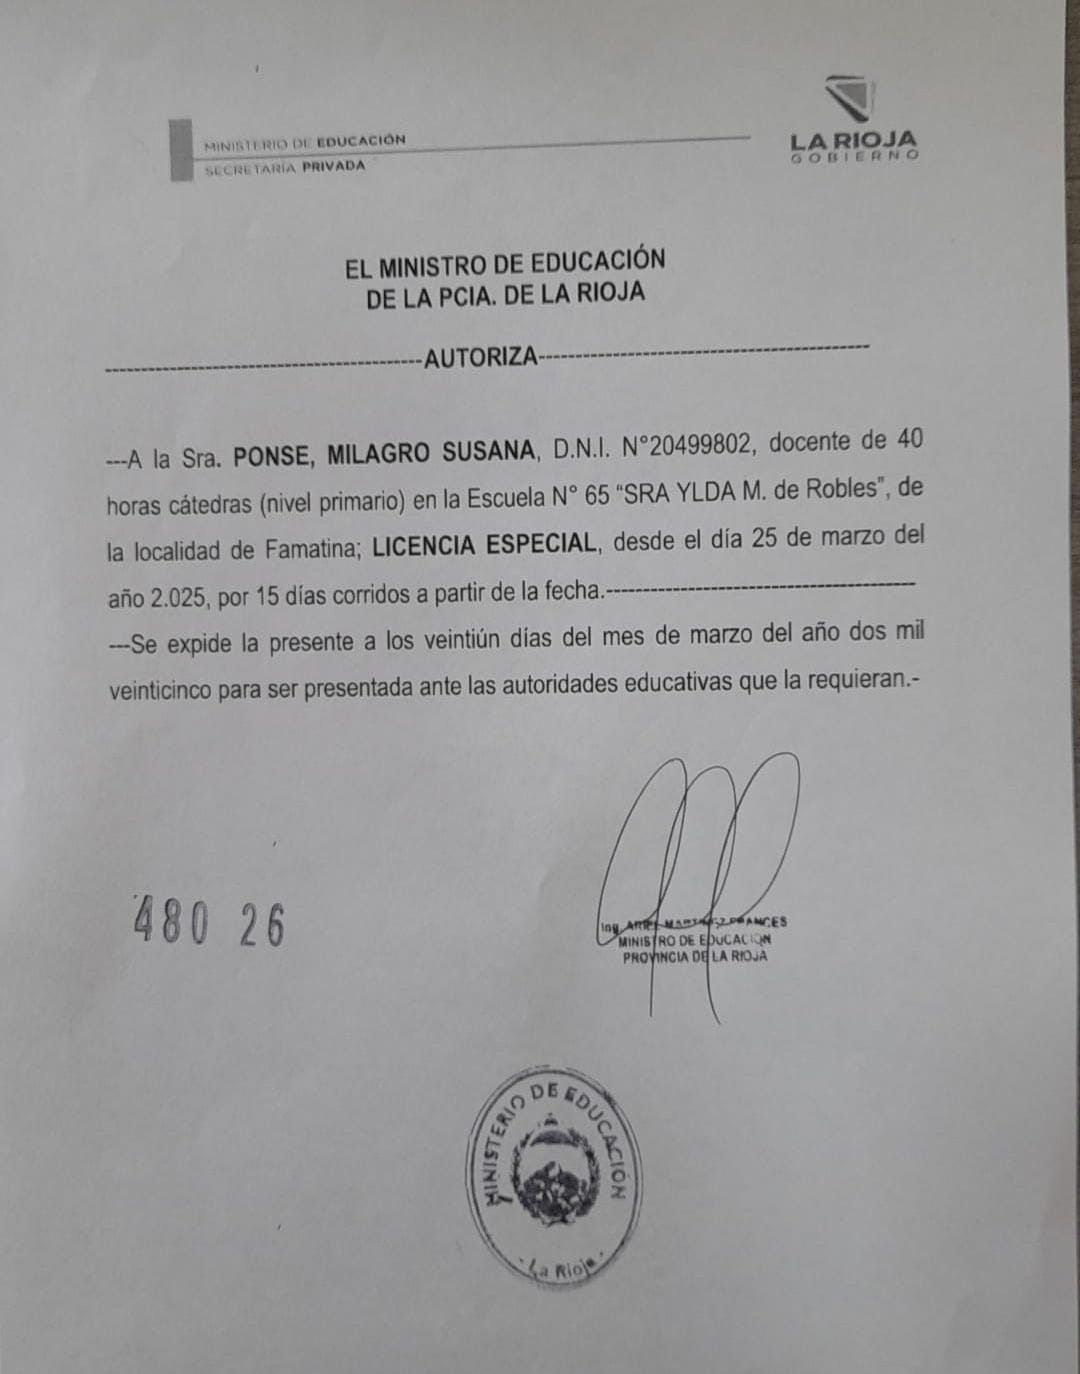 MINISTERIO DE EDUCACIÓN
SECRETARÍA PRIVADA
LA RIOJA
GOBIERNO
EL MINISTRO DE EDUCACIÓN
DE LA PCIA. DE LA RIOJA
-------------------------------------------AUTORIZA---------------------------------------------
---A la Sra. PONSE, MILAGRO SUSANA, D.N.I. N°20499802, docente de 40
horas cátedras (nivel primario) en la Escuela N° 65 “SRA YLDA M. de Robles”, de
la localidad de Famatina; LICENCIA ESPECIAL, desde el día 25 de marzo del
año 2.025, por 15 días corridos a partir de la fecha.------------------------------------------
---Se expide la presente a los veintiún días del mes de marzo del año dos mil
veinticinco para ser presentada ante las autoridades educativas que la requieran.-
480 26
Ing. ARIEL MARTINEZ FRANCES
MINISTRO DE EDUCACION
PROVINCIA DE LA RIOJA
MINISTERIO DE EDUCACIÓN
- La Rioja -